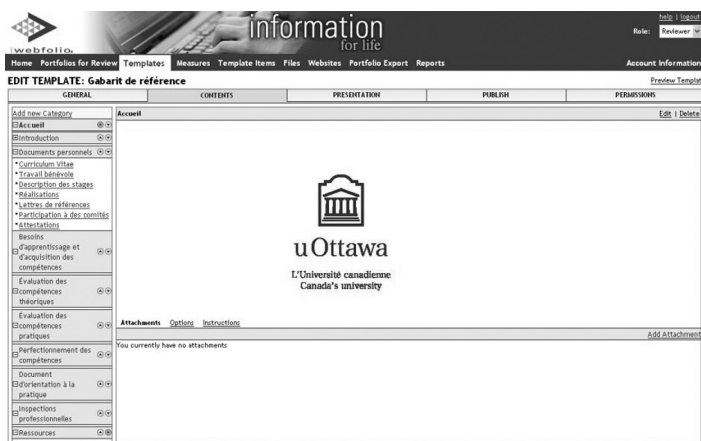 information
for life
iwebfolio.
help | logout
Role: Reviewer
Home Portfolios for Review Templates Measures Template Items Files Websites Portfolio Export Reports Account Information
EDIT TEMPLATE: Gabarit de référence
Preview Templat
GENERAL CONTENTS PRESENTATION PUBLISH PERMISSIONS
Add new Category
Accueil
Introduction
Documents personnels
Curriculum Vitae
Travail bénévole
Description des stages
Réalisations
Lettres de références
Participation à des comités
Attestations
Besoins
d'apprentissage et
d'acquisition des
compétences
Évaluation des
compétences
théoriques
Évaluation des
compétences
pratiques
Perfectionnement des
compétences
Document
d'orientation à la
pratique
Inspections
professionnelles
Ressources
Accueil
Edit | Delete
uOttawa
L'Université canadienne
Canada's university
Attachments Options Instructions
Add Attachment
You currently have no attachments